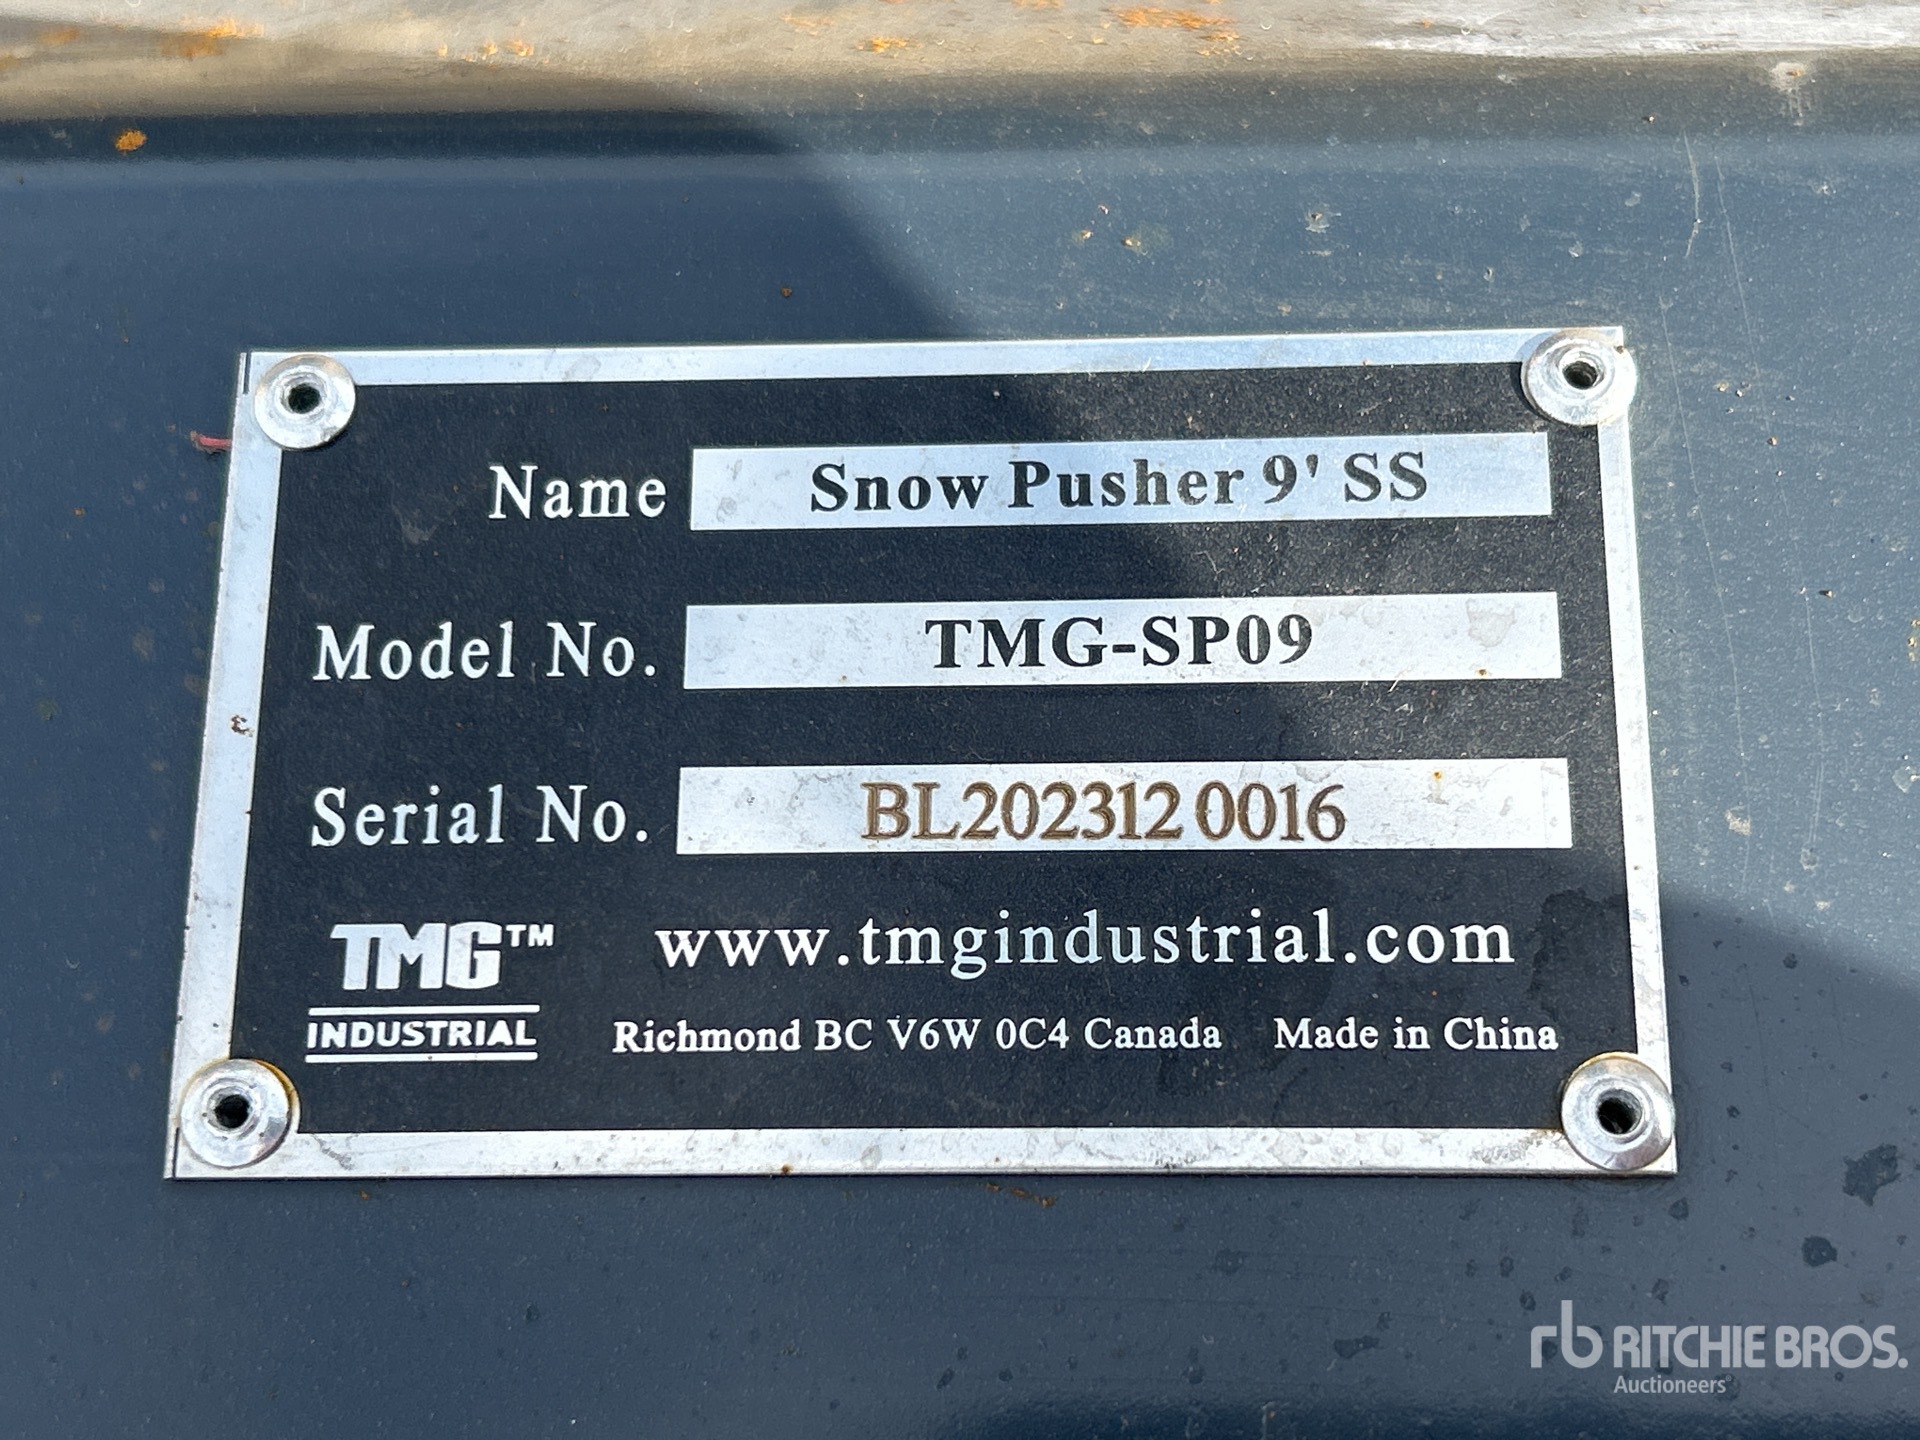 Name Snow Pusher 9' SS
Model No. TMG-SP09
Serial No. BL202312 0016
TMG™
INDUSTRIAL
www.tmgindustrial.com
Richmond BC V6W 0C4 Canada Made in China
rb RITCHIE BROS.
Auctioneers